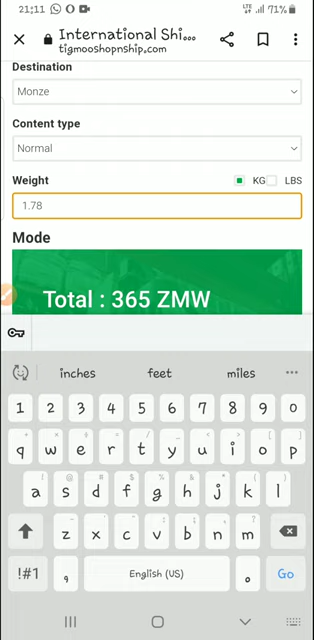 21:11
LTE
71%
International Shi...
tigmooshopnship.com
Destination
Monze
Content type
Normal
Weight
KG
LBS
1.78
Mode
Total : 365 ZMW
inches feet miles
1 2 3 4 5 6 7 8 9 0
q w e r t y u i o p
a s d f g h j k l
z x c v b n m
!#1 , English (US) . Go